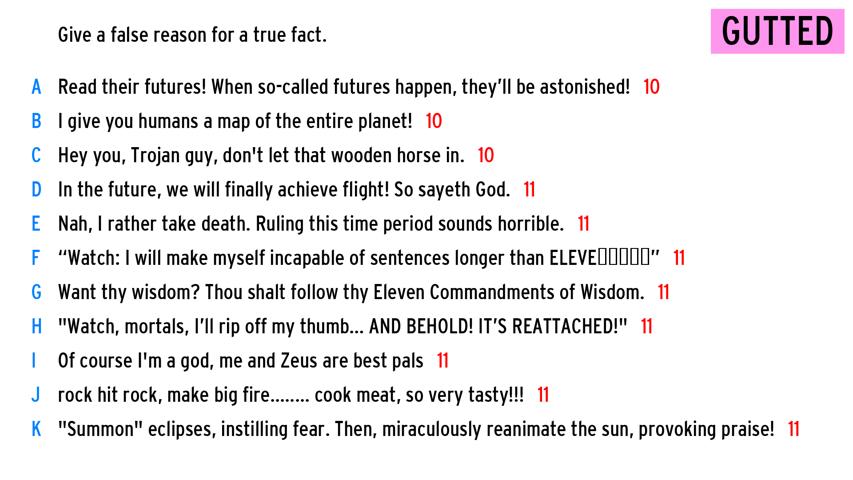 Give a false reason for a true fact.
GUTTED
A Read their futures! When so-called futures happen, they’ll be astonished! 10
B I give you humans a map of the entire planet! 10
C Hey you, Trojan guy, don't let that wooden horse in. 10
D In the future, we will finally achieve flight! So sayeth God. 11
E Nah, I rather take death. Ruling this time period sounds horrible. 11
F “Watch: I will make myself incapable of sentences longer than ELEVE▯▯▯▯▯” 11
G Want thy wisdom? Thou shalt follow thy Eleven Commandments of Wisdom. 11
H "Watch, mortals, I’ll rip off my thumb... AND BEHOLD! IT’S REATTACHED!" 11
I Of course I'm a god, me and Zeus are best pals 11
J rock hit rock, make big fire........ cook meat, so very tasty!!! 11
K "Summon" eclipses, instilling fear. Then, miraculously reanimate the sun, provoking praise! 11